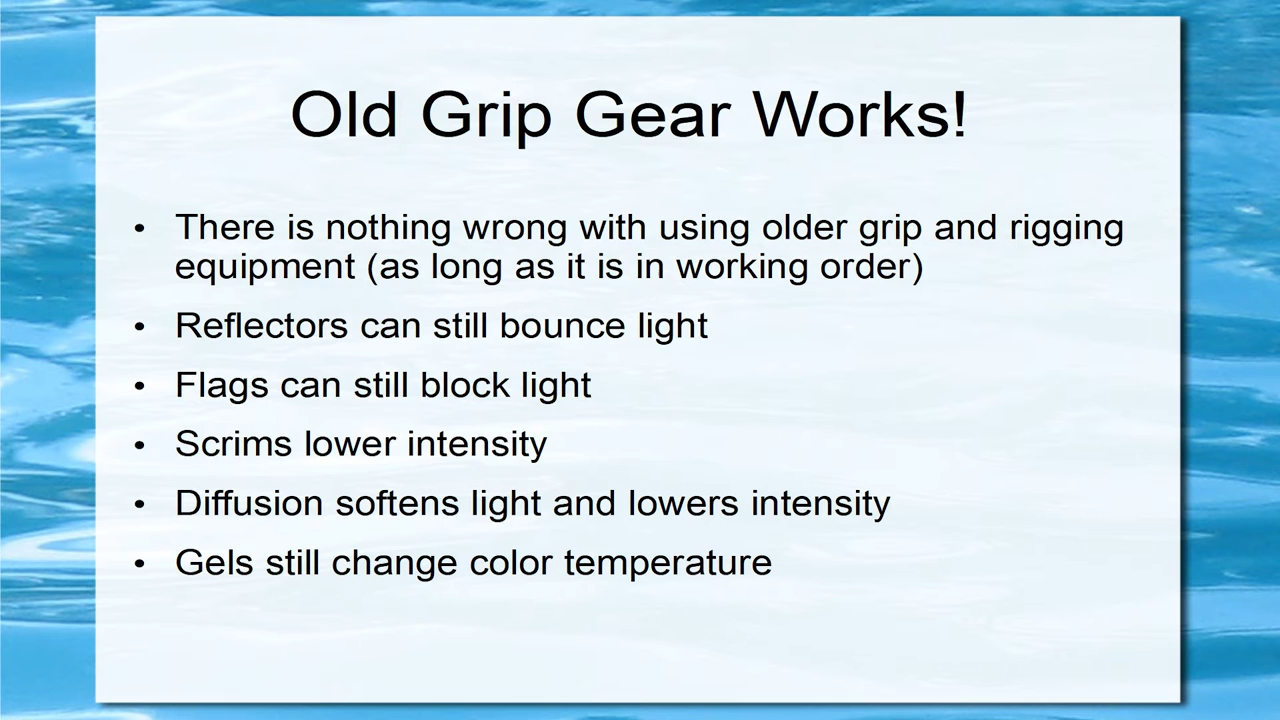 Old Grip Gear Works!
• There is nothing wrong with using older grip and rigging
equipment (as long as it is in working order)
• Reflectors can still bounce light
• Flags can still block light
• Scrims lower intensity
• Diffusion softens light and lowers intensity
• Gels still change color temperature